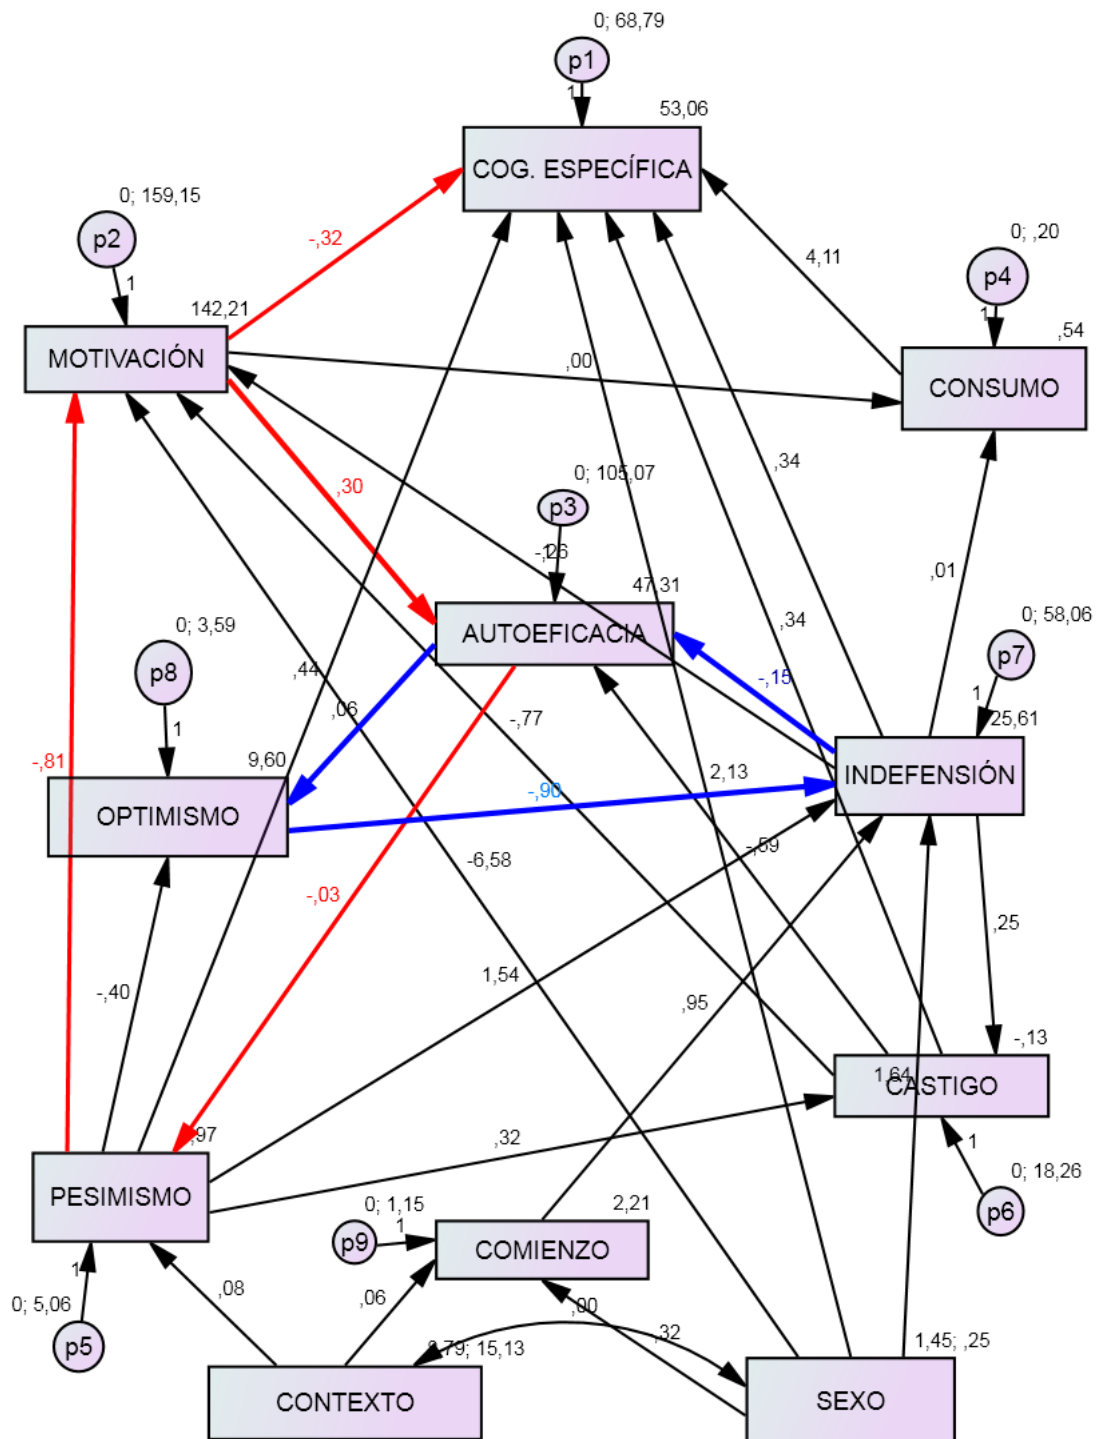 0; 68,79
p1
1
53,06
COG. ESPECÍFICA
0; 159,15
p2
1
-,32
0; ,20
p4
1
4,11
142,21
MOTIVACIÓN
,54
CONSUMO
,00
,34
,30
0; 105,07
p3
1
-,26
47,31
AUTOEFICACIA
,01
,34
0; 58,06
p7
1
25,61
INDEFENSIÓN
0; 3,59
p8
1
,44
,06
-,15
-,77
9,60
OPTIMISMO
-,81
-,90
2,13
-,59
-6,58
-,03
,25
1,54
-,40
,95
-,13
CASTIGO
1,64
,97
PESIMISMO
,32
1
0; 18,26
p6
0; 1,15
p9
1
2,21
COMIENZO
1
0; 5,06
p5
,08
,06
,00
,32
79; 15,13
CONTEXTO
1,45; ,25
SEXO